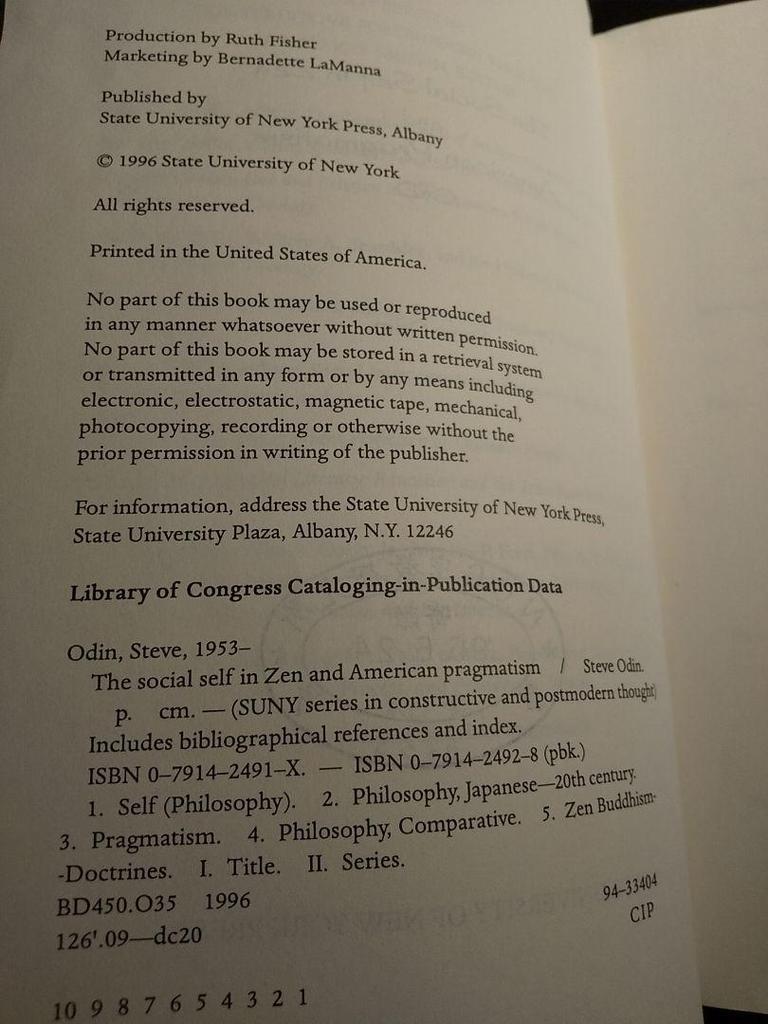 Production by Ruth Fisher
Marketing by Bernadette LaManna
Published by
State University of New York Press, Albany
© 1996 State University of New York
All rights reserved.
Printed in the United States of America.
No part of this book may be used or reproduced
in any manner whatsoever without written permission.
No part of this book may be stored in a retrieval system
or transmitted in any form or by any means including
electronic, electrostatic, magnetic tape, mechanical,
photocopying, recording or otherwise without the
prior permission in writing of the publisher.
For information, address the State University of New York Press,
State University Plaza, Albany, N.Y. 12246
Library of Congress Cataloging-in-Publication Data
Odin, Steve, 1953–
The social self in Zen and American pragmatism / Steve Odin.
p. cm. — (SUNY series in constructive and postmodern thought)
Includes bibliographical references and index.
ISBN 0–7914–2491–X. — ISBN 0–7914–2492–8 (pbk.)
1. Self (Philosophy). 2. Philosophy, Japanese—20th century.
3. Pragmatism. 4. Philosophy, Comparative. 5. Zen Buddhism-
-Doctrines. I. Title. II. Series.
BD450.O35 1996
126'.09—dc20
94–33404
CIP
10 9 8 7 6 5 4 3 2 1